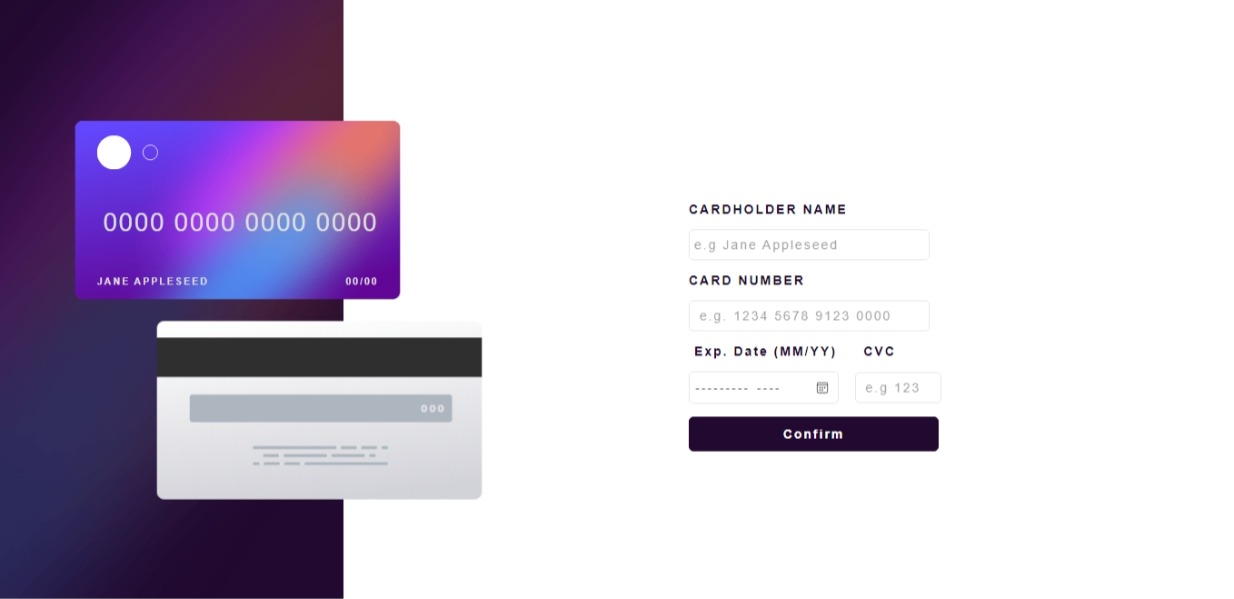 0000 0000 0000 0000
JANE APPLESEED 00/00
000
CARDHOLDER NAME
e.g Jane Appleseed
CARD NUMBER
e.g. 1234 5678 9123 0000
Exp. Date (MM/YY) CVC
--------- ---- e.g 123
Confirm